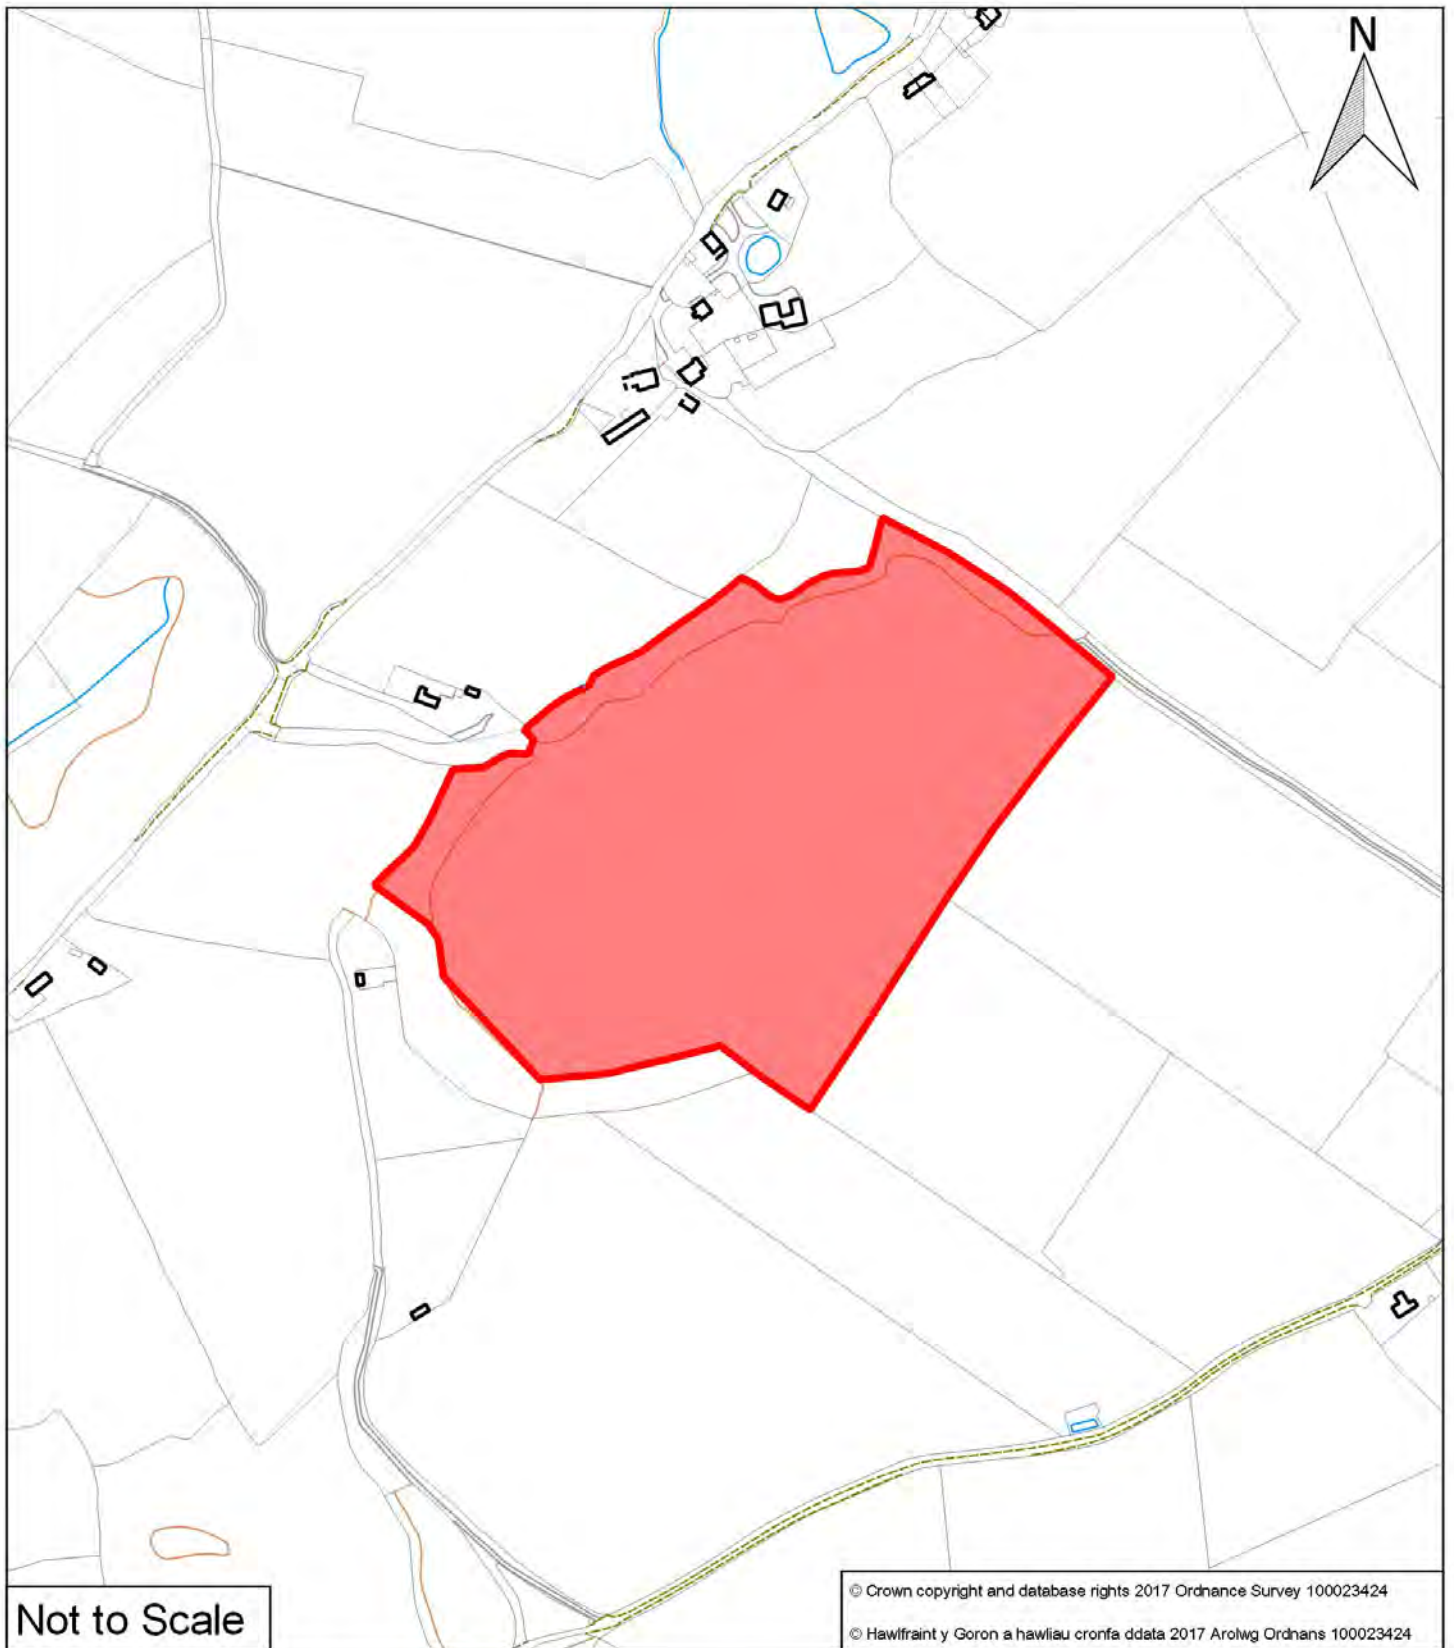 N
Not to Scale
© Crown copyright and database rights 2017 Ordnance Survey 100023424
© Hawlfraint y Goron a hawliau cronfa ddata 2017 Arolwg Ordnans 100023424